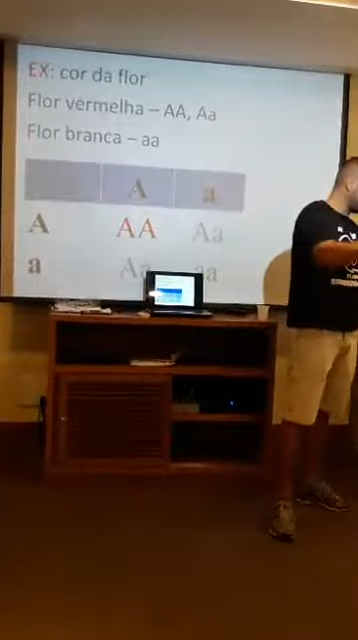 EX: cor da flor
Flor vermelha – AA, Aa
Flor branca – aa
A a
A AA Aa
a Aa aa